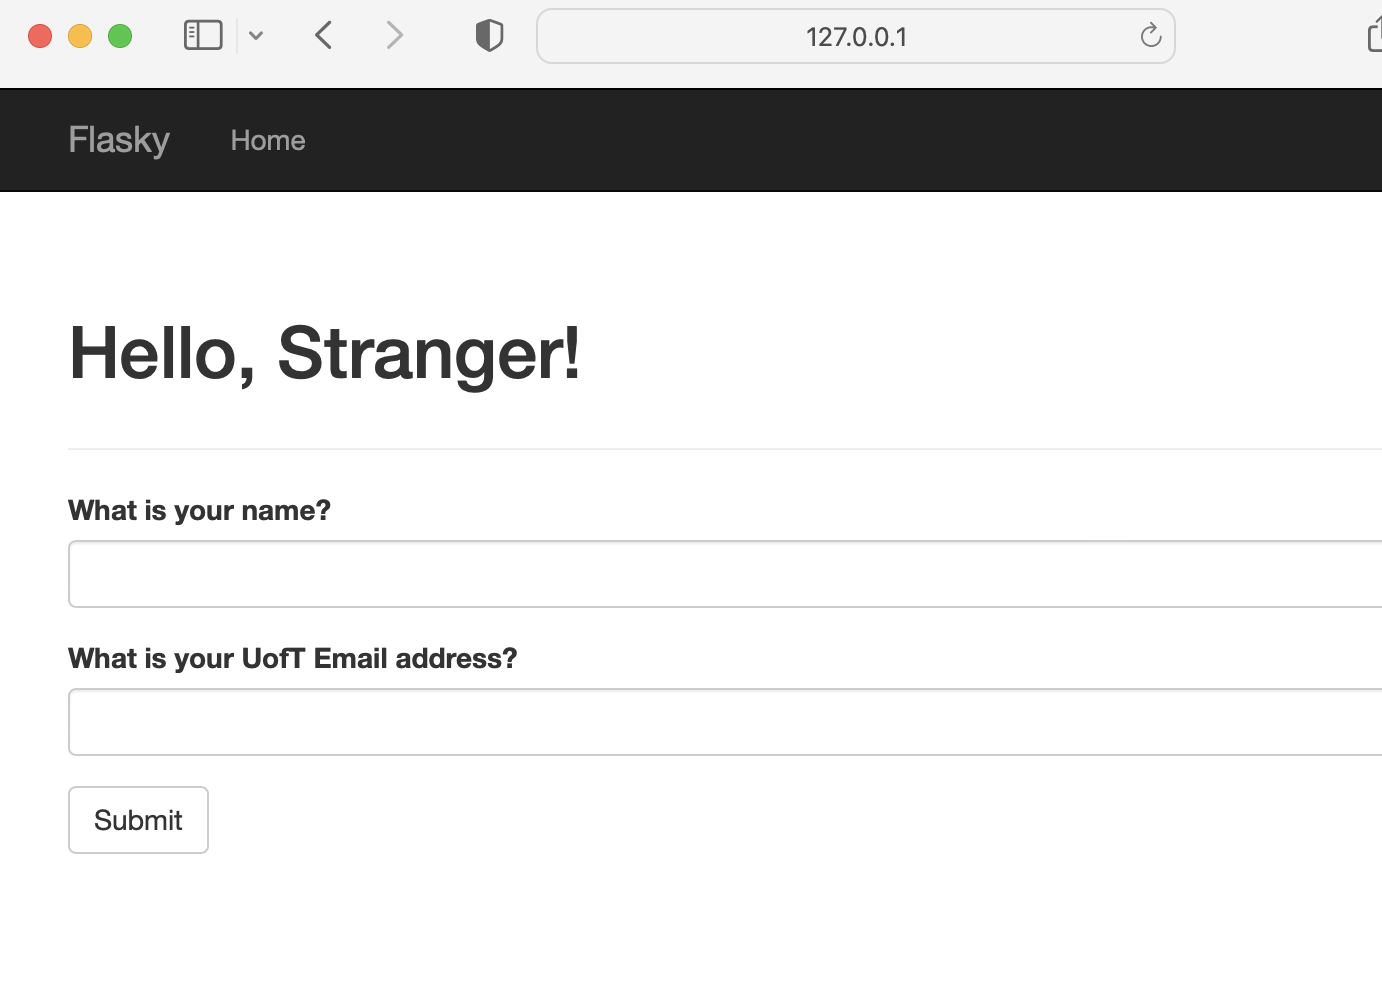 127.0.0.1
Flasky Home
Hello, Stranger!
What is your name?
What is your UofT Email address?
Submit